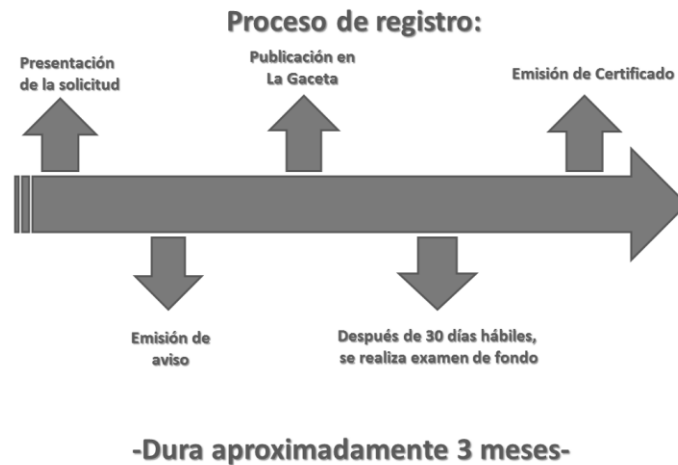 Proceso de registro:
Presentación
de la solicitud
Publicación en
La Gaceta
Emisión de Certificado
Emisión de
aviso
Después de 30 días hábiles,
se realiza examen de fondo
-Dura aproximadamente 3 meses-